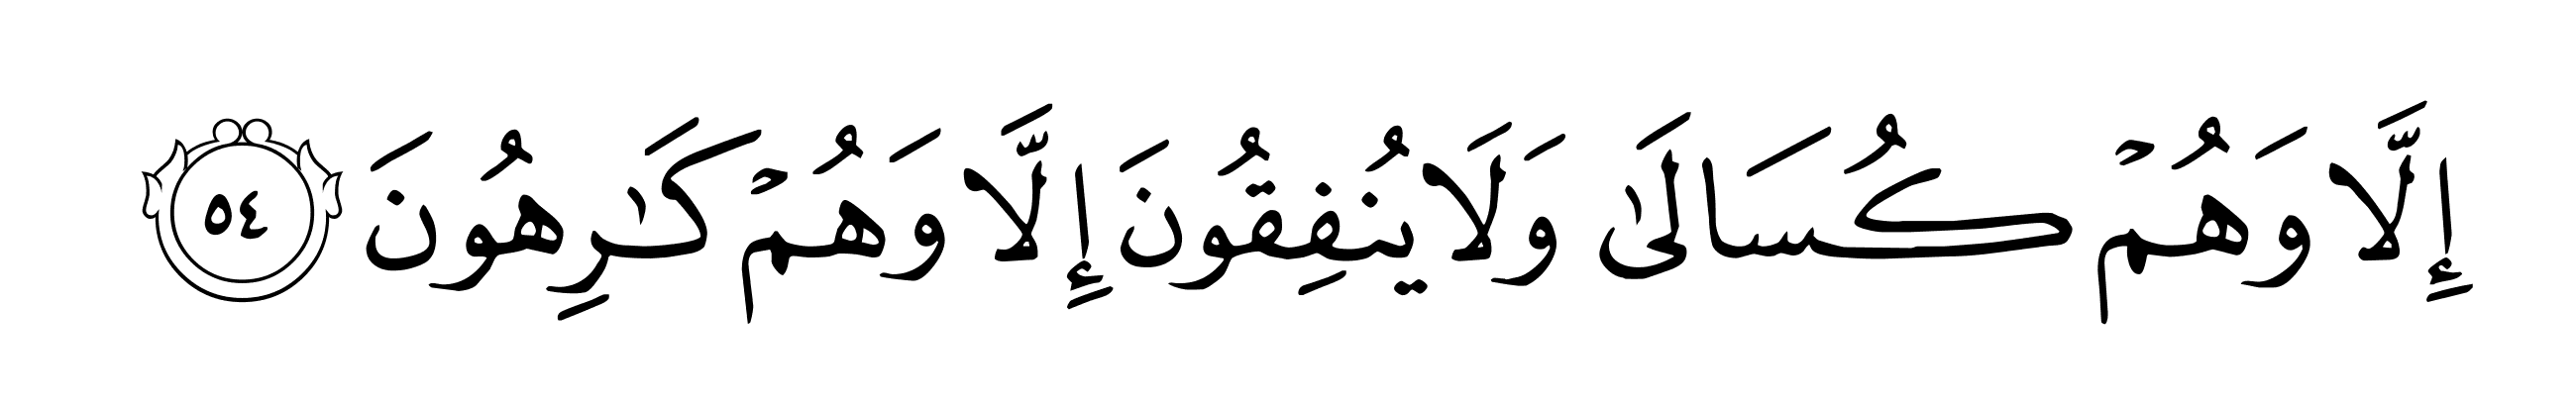 إِلَّا وَهُمۡ كُسَالَىٰ وَلَا يُنفِقُونَ إِلَّا وَهُمۡ كَٰرِهُونَ ٥٤